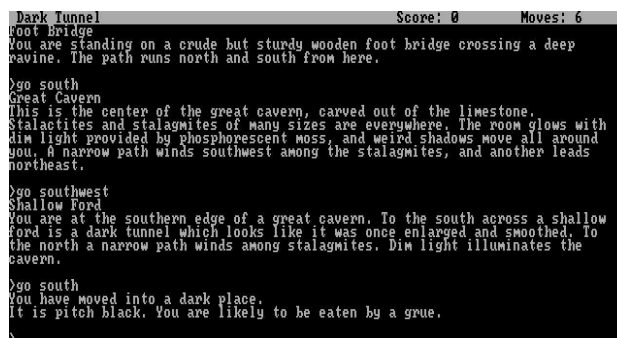 Dark Tunnel Score: 0 Moves: 6
Foot Bridge
You are standing on a crude but sturdy wooden foot bridge crossing a deep
ravine. The path runs north and south from here.
>go south
Great Cavern
This is the center of the great cavern, carved out of the limestone.
Stalactites and stalagmites of many sizes are everywhere. The room glows with
dim light provided by phosphorescent moss, and weird shadows move all around
you. A narrow path winds southwest among the stalagmites, and another leads
northeast.
>go southwest
Shallow Ford
You are at the southern edge of a great cavern. To the south across a shallow
ford is a dark tunnel which looks like it was once enlarged and smoothed. To
the north a narrow path winds among stalagmites. Dim light illuminates the
cavern.
>go south
You have moved into a dark place.
It is pitch black. You are likely to be eaten by a grue.